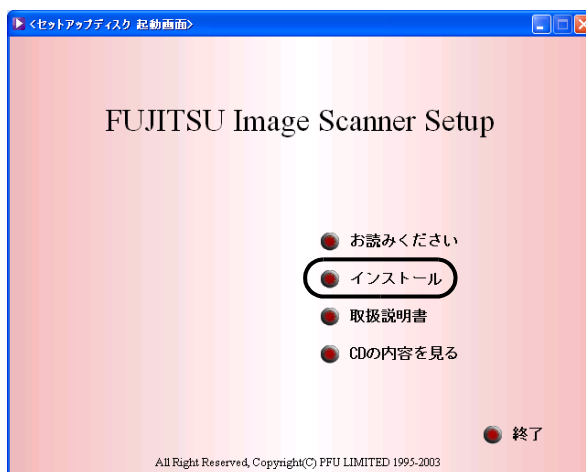 <セットアップディスク 起動画面>
FUJITSU Image Scanner Setup
お読みください
インストール
取扱説明書
CDの内容を見る
終了
All Right Reserved, Copyright(C) PFU LIMITED 1995-2003